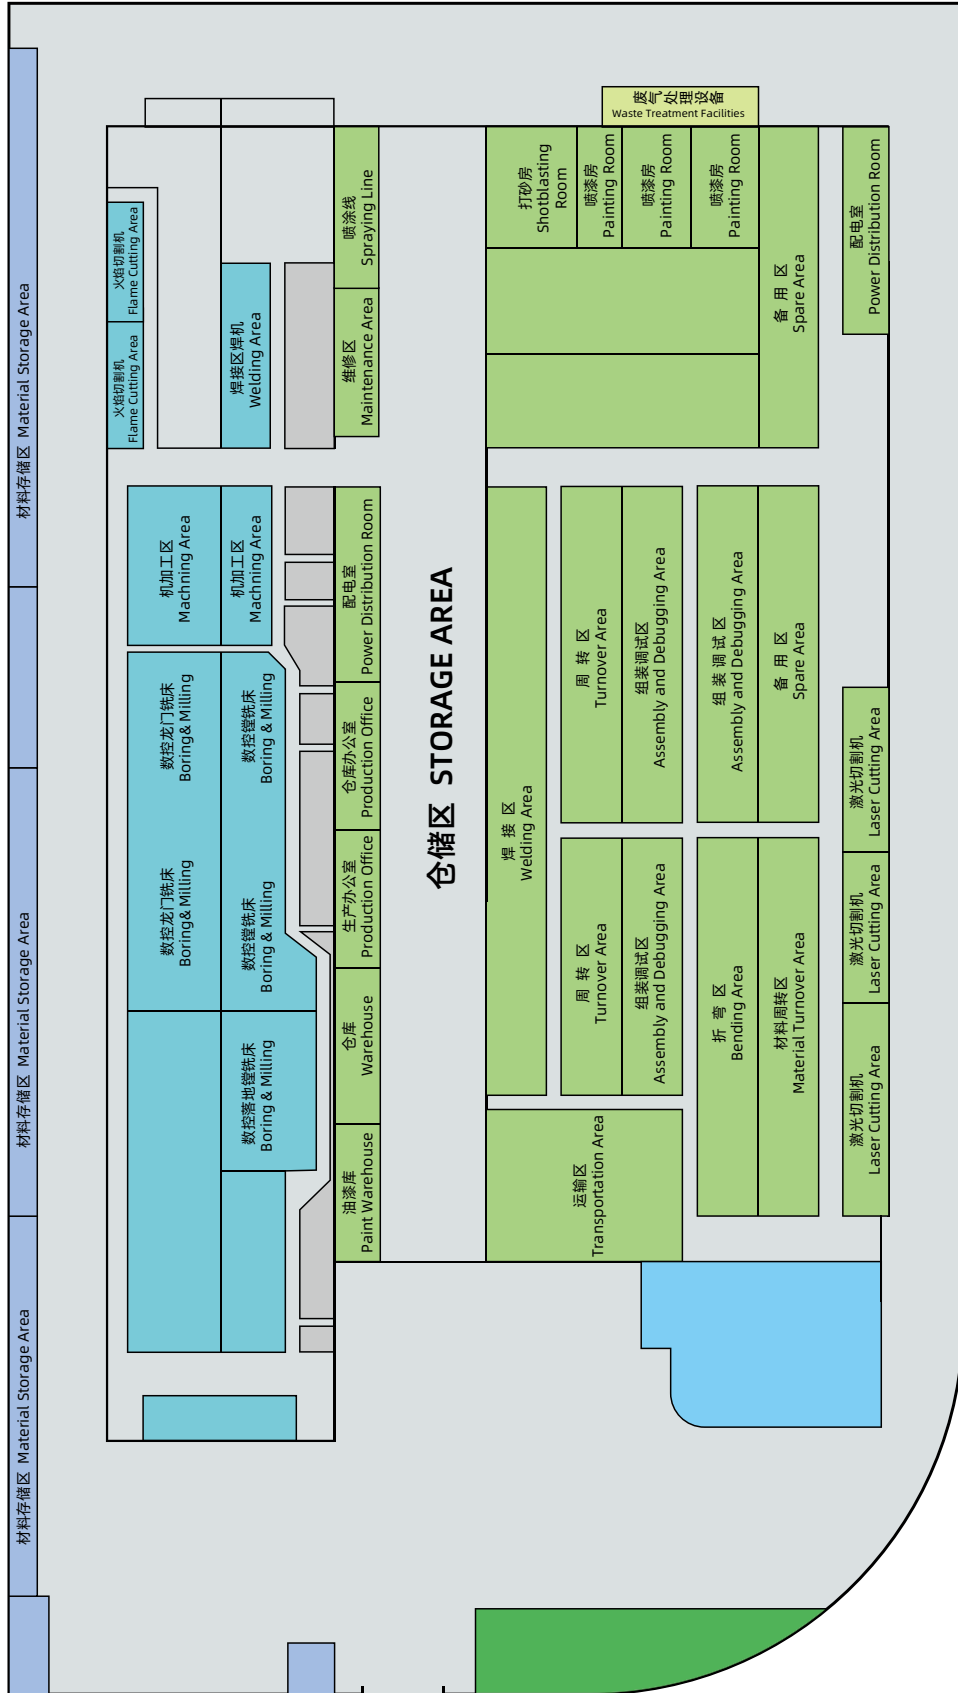 废气处理设备
Waste Treatment Facilities
材料存储区 Material Storage Area
材料存储区 Material Storage Area
材料存储区 Material Storage Area
火焰切割机
Flame Cutting Area
火焰切割机
Flame Cutting Area
焊接区焊机
Welding Area
机加工区
Machning Area
机加工区
Machning Area
数控龙门铣床
Boring& Milling
数控龙门铣床
Boring& Milling
数控镗铣床
Boring & Milling
数控镗铣床
Boring & Milling
数控落地镗铣床
Boring & Milling
喷涂线
Spraying Line
维修区
Maintenance Area
配电室
Power Distribution Room
仓库办公室
Production Office
生产办公室
Production Office
仓库
Warehouse
油漆库
Paint Warehouse
仓储区 STORAGE AREA
打砂房
Shotblasting
Room
喷漆房
Painting Room
喷漆房
Painting Room
喷漆房
Painting Room
备 用 区
Spare Area
配电室
Power Distribution Room
焊 接 区
Welding Area
周 转 区
Turnover Area
组装调试区
Assembly and Debugging Area
组 装 调 试 区
Assembly and Debugging Area
备 用 区
Spare Area
周 转 区
Turnover Area
组装调试区
Assembly and Debugging Area
折 弯 区
Bending Area
材料周转区
Material Turnover Area
激光切割机
Laser Cutting Area
激光切割机
Laser Cutting Area
激光切割机
Laser Cutting Area
运输区
Transportation Area